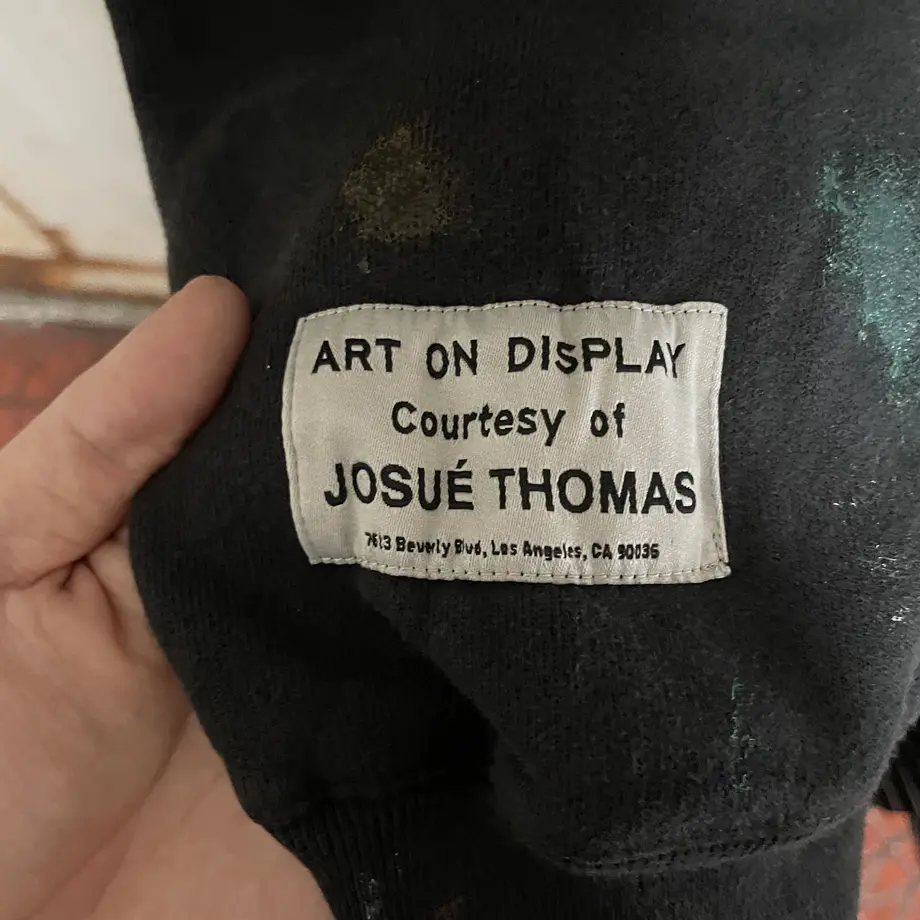 ART ON DISPLAY
Courtesy of
JOSUÉ THOMAS
7613 Beverly Blvd, Los Angeles, CA 90036